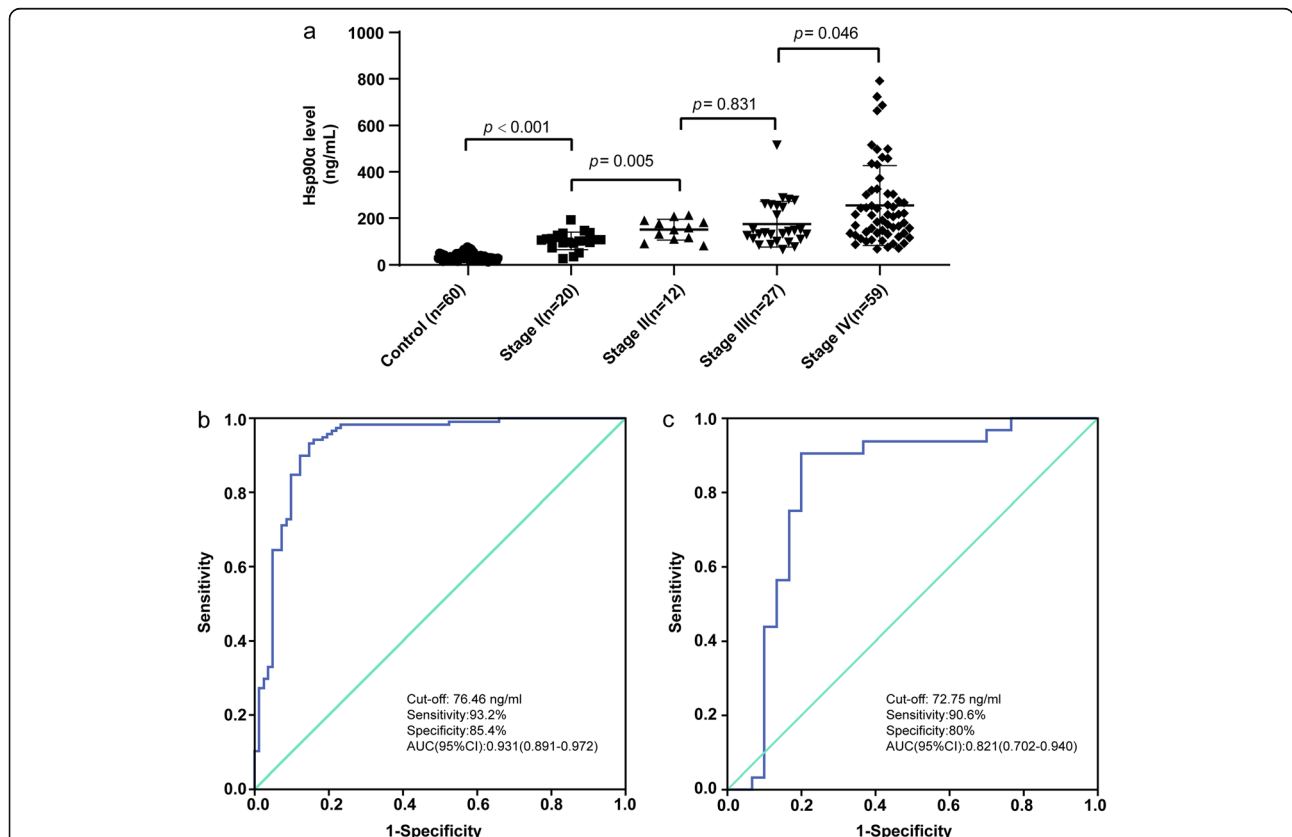 a
1000
800
600
400
200
0
Hsp90α level
(ng/mL)
p < 0.001
p = 0.005
p = 0.831
p = 0.046
Control (n=60)
Stage I(n=20)
Stage II(n=12)
Stage III(n=27)
Stage IV(n=59)
b
1.0
0.8
0.6
0.4
0.2
0.0
Sensitivity
Cut-off: 76.46 ng/ml
Sensitivity:93.2%
Specificity:85.4%
AUC(95%CI):0.931(0.891-0.972)
0.0 0.2 0.4 0.6 0.8 1.0
1-Specificity
c
1.0
0.8
0.6
0.4
0.2
0.0
Sensitivity
Cut-off: 72.75 ng/ml
Sensitivity:90.6%
Specificity:80%
AUC(95%CI):0.821(0.702-0.940)
0.0 0.2 0.4 0.6 0.8 1.0
1-Specificity